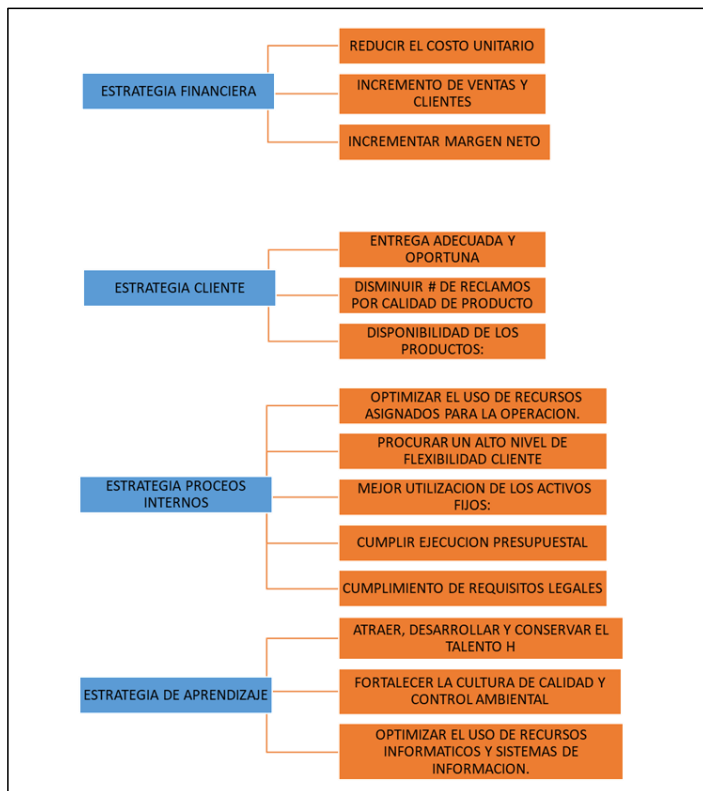 ESTRATEGIA FINANCIERA
REDUCIR EL COSTO UNITARIO
INCREMENTO DE VENTAS Y
CLIENTES
INCREMENTAR MARGEN NETO
ESTRATEGIA CLIENTE
ENTREGA ADECUADA Y
OPORTUNA
DISMINUIR # DE RECLAMOS
POR CALIDAD DE PRODUCTO
DISPONIBILIDAD DE LOS
PRODUCTOS:
ESTRATEGIA PROCEOS
INTERNOS
OPTIMIZAR EL USO DE RECURSOS
ASIGNADOS PARA LA OPERACION.
PROCURAR UN ALTO NIVEL DE
FLEXIBILIDAD CLIENTE
MEJOR UTILIZACION DE LOS ACTIVOS
FIJOS:
CUMPLIR EJECUCION PRESUPUESTAL
CUMPLIMIENTO DE REQUISITOS LEGALES
ESTRATEGIA DE APRENDIZAJE
ATRAER, DESARROLLAR Y CONSERVAR EL
TALENTO H
FORTALECER LA CULTURA DE CALIDAD Y
CONTROL AMBIENTAL
OPTIMIZAR EL USO DE RECURSOS
INFORMATICOS Y SISTEMAS DE
INFORMACION.